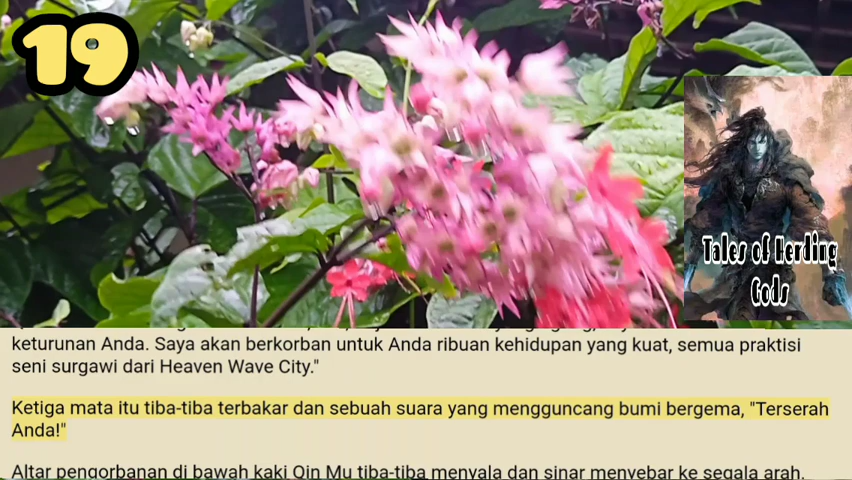 19
Tales of Herding
Gods
keturunan Anda. Saya akan berkorban untuk Anda ribuan kehidupan yang kuat, semua praktisi
seni surgawi dari Heaven Wave City."
Ketiga mata itu tiba-tiba terbakar dan sebuah suara yang mengguncang bumi bergema, "Terserah
Anda!"
Altar pengorbanan di bawah kaki Qin Mu tiba-tiba menyala dan sinar menyebar ke segala arah.